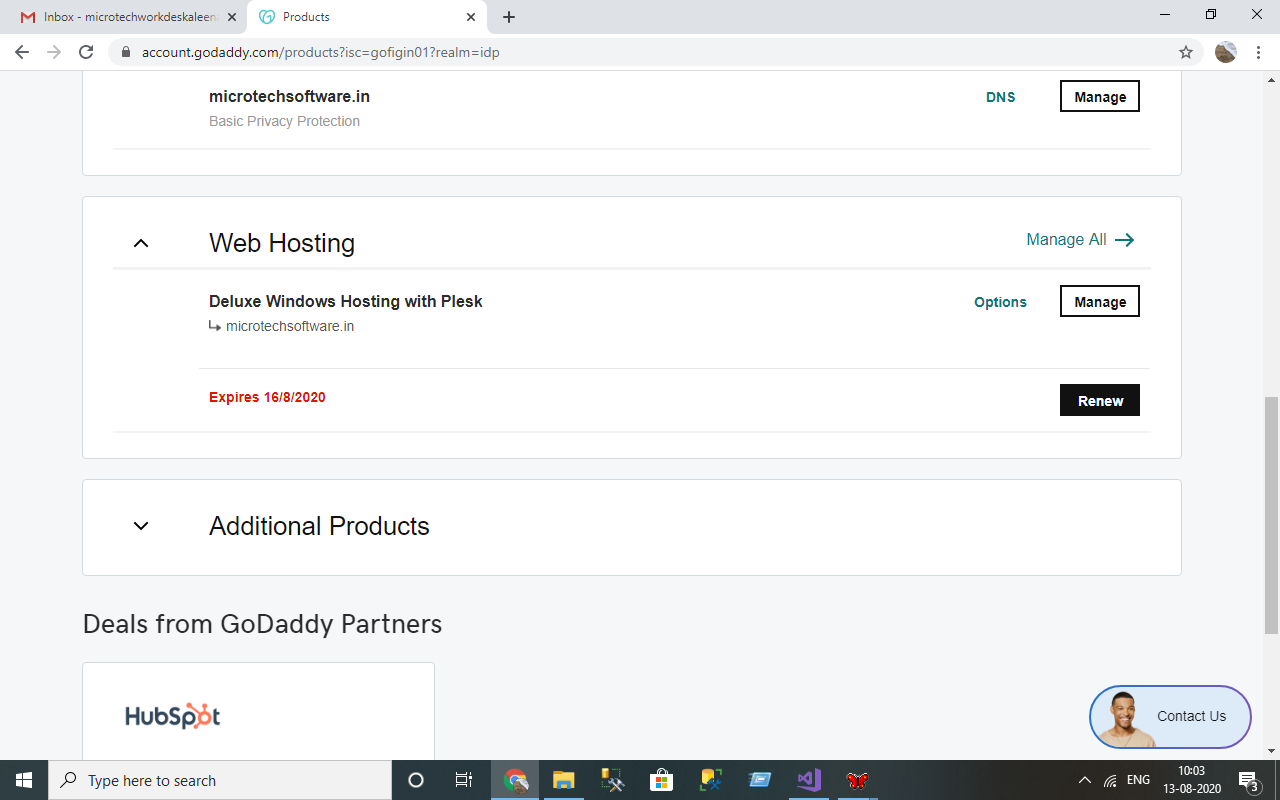 Inbox - microtechworkdeskaleena
Products
account.godaddy.com/products?isc=gofigin01?realm=idp
microtechsoftware.in
DNS
Manage
Basic Privacy Protection
Web Hosting
Manage All
Deluxe Windows Hosting with Plesk
Options
Manage
microtechsoftware.in
Expires 16/8/2020
Renew
Additional Products
Deals from GoDaddy Partners
HubSpot
Contact Us
Type here to search
ENG
10:03
13-08-2020
3